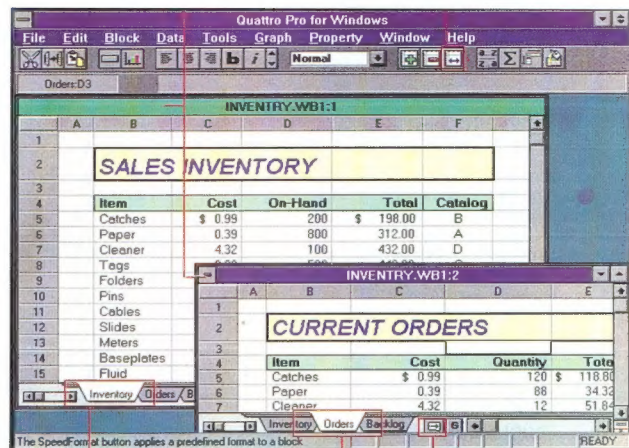 Quattro Pro for Windows
File Edit Block Data Tools Graph Property Window Help
b i Normal Σ
Orders:D3
INVENTRY.WB1:1
A B C D E F
1
2 SALES INVENTORY
3
4 Item Cost On-Hand Total Catalog
5 Catches $ 0.99 200 $ 198.00 B
6 Paper 0.39 800 312.00 A
7 Cleaner 4.32 100 432.00 D
8 Tags
9 Folders
10 Pins
11 Cables
12 Slides
13 Meters
14 Baseplates
15 Fluid
Inventory Orders B
INVENTRY.WB1:2
A B C D E
1
2 CURRENT ORDERS
3
4 Item Cost Quantity Tota
5 Catches $ 0.99 120 $ 118.80
6 Paper 0.39 88 34.32
7 Cleaner 4.32 12 51.84
Inventory Orders Backlog G
The SpeedFormat button applies a predefined format to a block READY